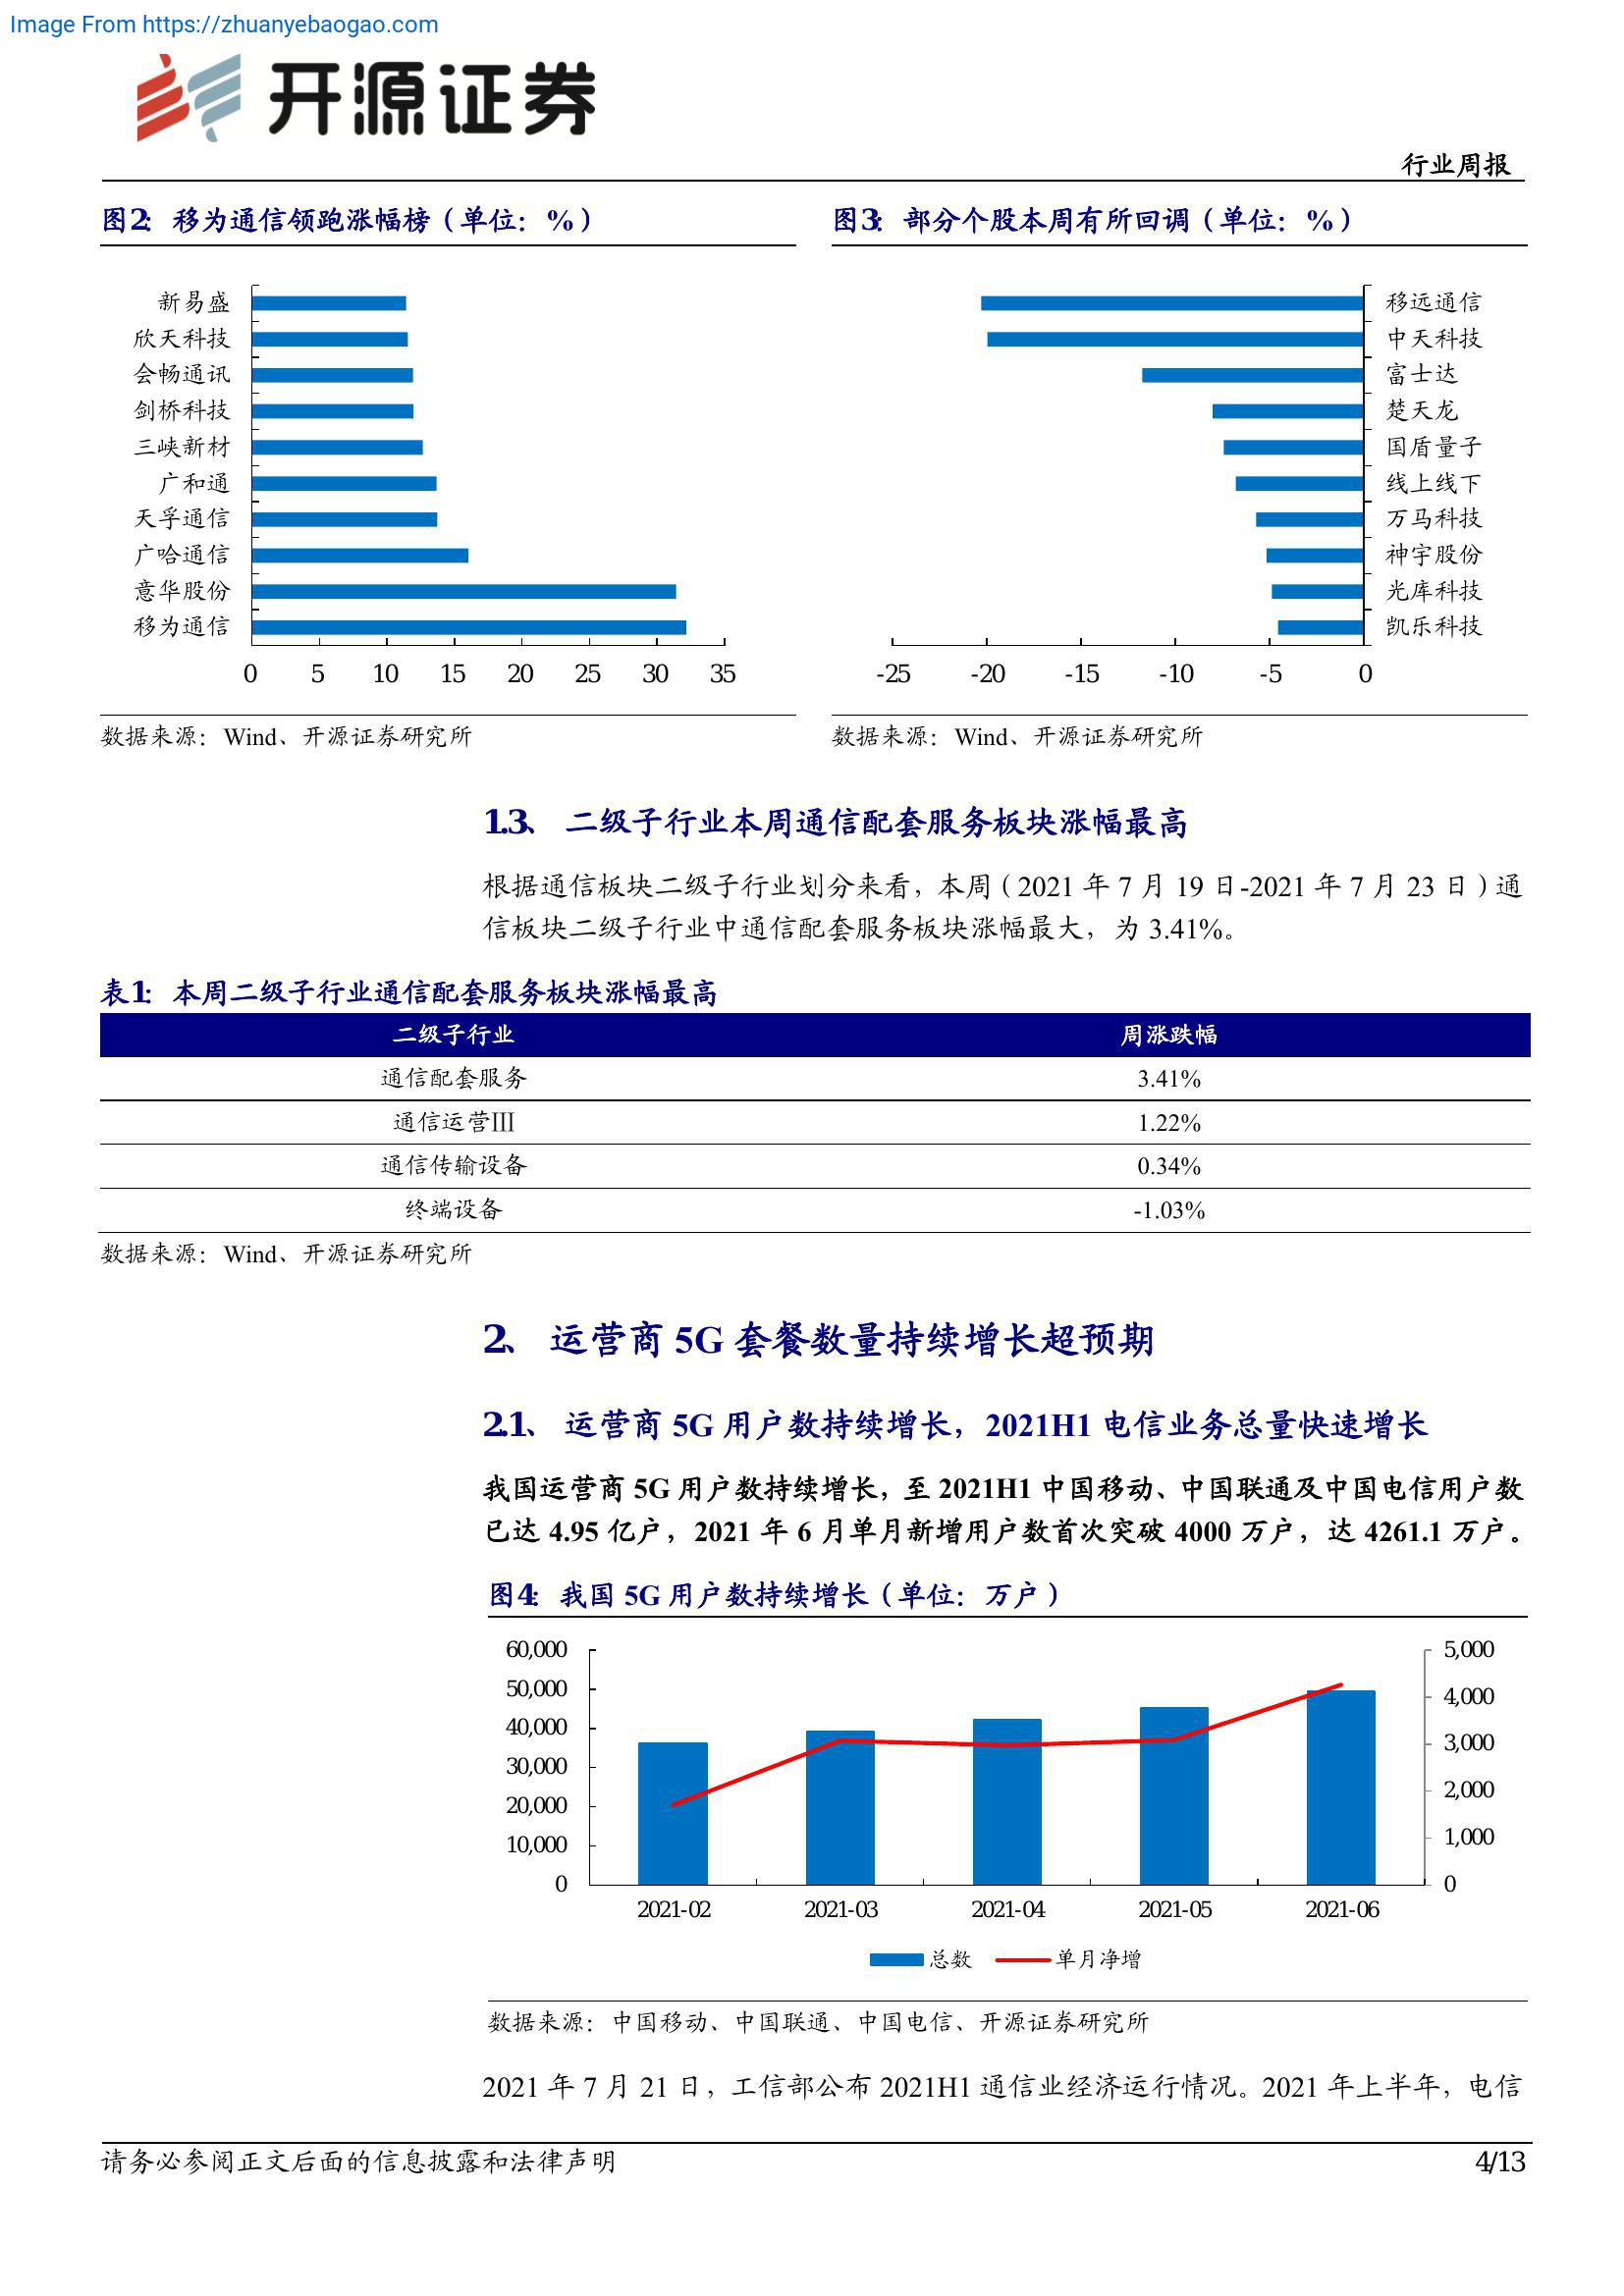 Image From https://zhuanyebaogao.com
开源证券
行业周报
图2： 移为通信领跑涨幅榜（单位：%）
新易盛
欣天科技
会畅通讯
剑桥科技
三峡新材
广和通
天孚通信
广哈通信
意华股份
移为通信
0 5 10 15 20 25 30 35
数据来源：Wind、开源证券研究所
图3： 部分个股本周有所回调（单位：%）
移远通信
中天科技
富士达
楚天龙
国盾量子
线上线下
万马科技
神宇股份
光库科技
凯乐科技
-25 -20 -15 -10 -5 0
数据来源：Wind、开源证券研究所
1.3、 二级子行业本周通信配套服务板块涨幅最高
根据通信板块二级子行业划分来看，本周（2021 年 7 月 19 日-2021 年 7 月 23 日）通
信板块二级子行业中通信配套服务板块涨幅最大，为 3.41%。
表1： 本周二级子行业通信配套服务板块涨幅最高
二级子行业 周涨跌幅
通信配套服务 3.41%
通信运营III 1.22%
通信传输设备 0.34%
终端设备 -1.03%
数据来源：Wind、开源证券研究所
2、 运营商 5G 套餐数量持续增长超预期
2.1、 运营商 5G 用户数持续增长，2021H1 电信业务总量快速增长
我国运营商 5G 用户数持续增长，至 2021H1 中国移动、中国联通及中国电信用户数
已达 4.95 亿户，2021 年 6 月单月新增用户数首次突破 4000 万户，达 4261.1 万户。
图4： 我国 5G 用户数持续增长（单位：万户）
60,000 5,000
50,000 4,000
40,000 3,000
30,000 2,000
20,000 1,000
10,000 0
0
2021-02 2021-03 2021-04 2021-05 2021-06
总数 单月净增
数据来源：中国移动、中国联通、中国电信、开源证券研究所
2021 年 7 月 21 日，工信部公布 2021H1 通信业经济运行情况。2021 年上半年，电信
请务必参阅正文后面的信息披露和法律声明 4/13